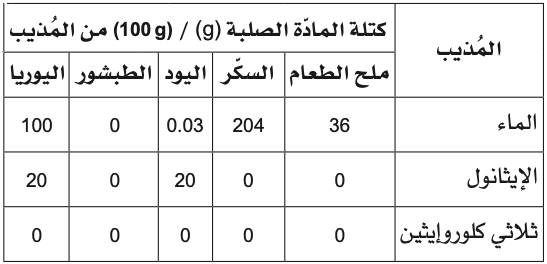 المُذيب | كتلة المادّة الصلبة (g) / (100 g) من المُذيب
ملح الطعام | السكّر | اليود | الطبشور | اليوريا
الماء | 36 | 204 | 0.03 | 0 | 100
الإيثانول | 0 | 0 | 20 | 0 | 20
ثلاثي كلوروإيثين | 0 | 0 | 0 | 0 | 0